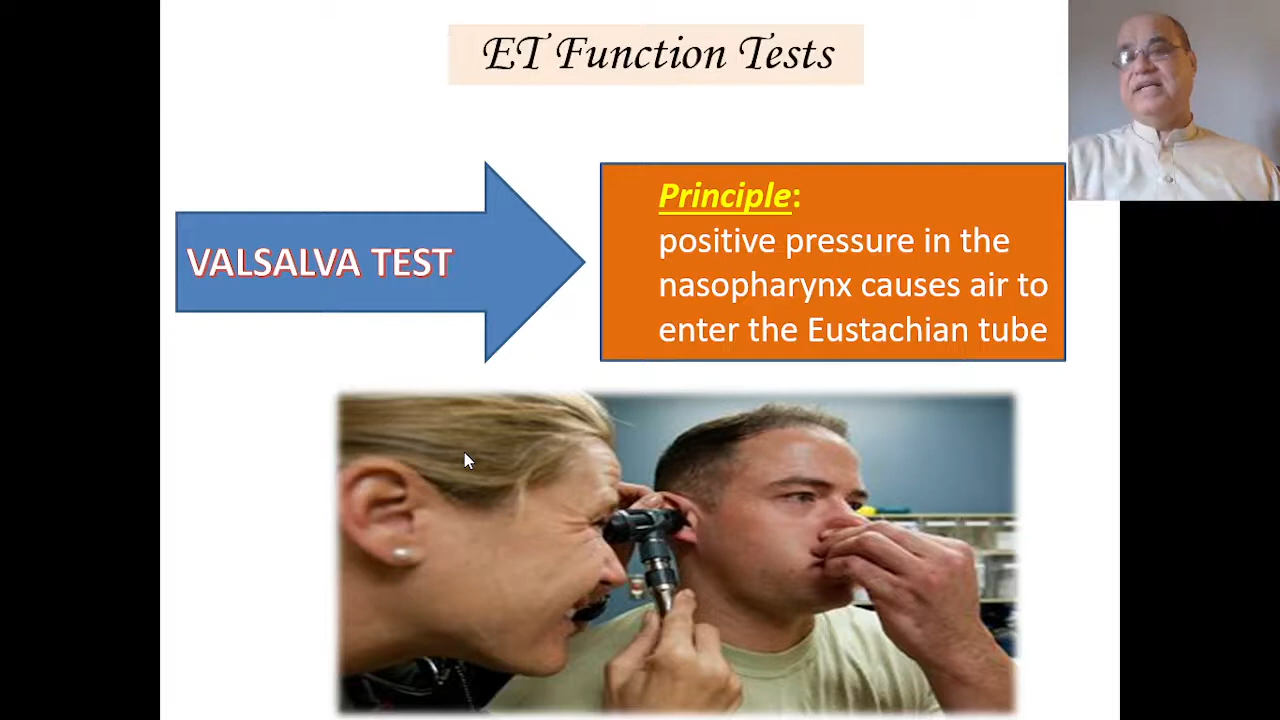 ET Function Tests
VALSALVA TEST
Principle:
positive pressure in the
nasopharynx causes air to
enter the Eustachian tube